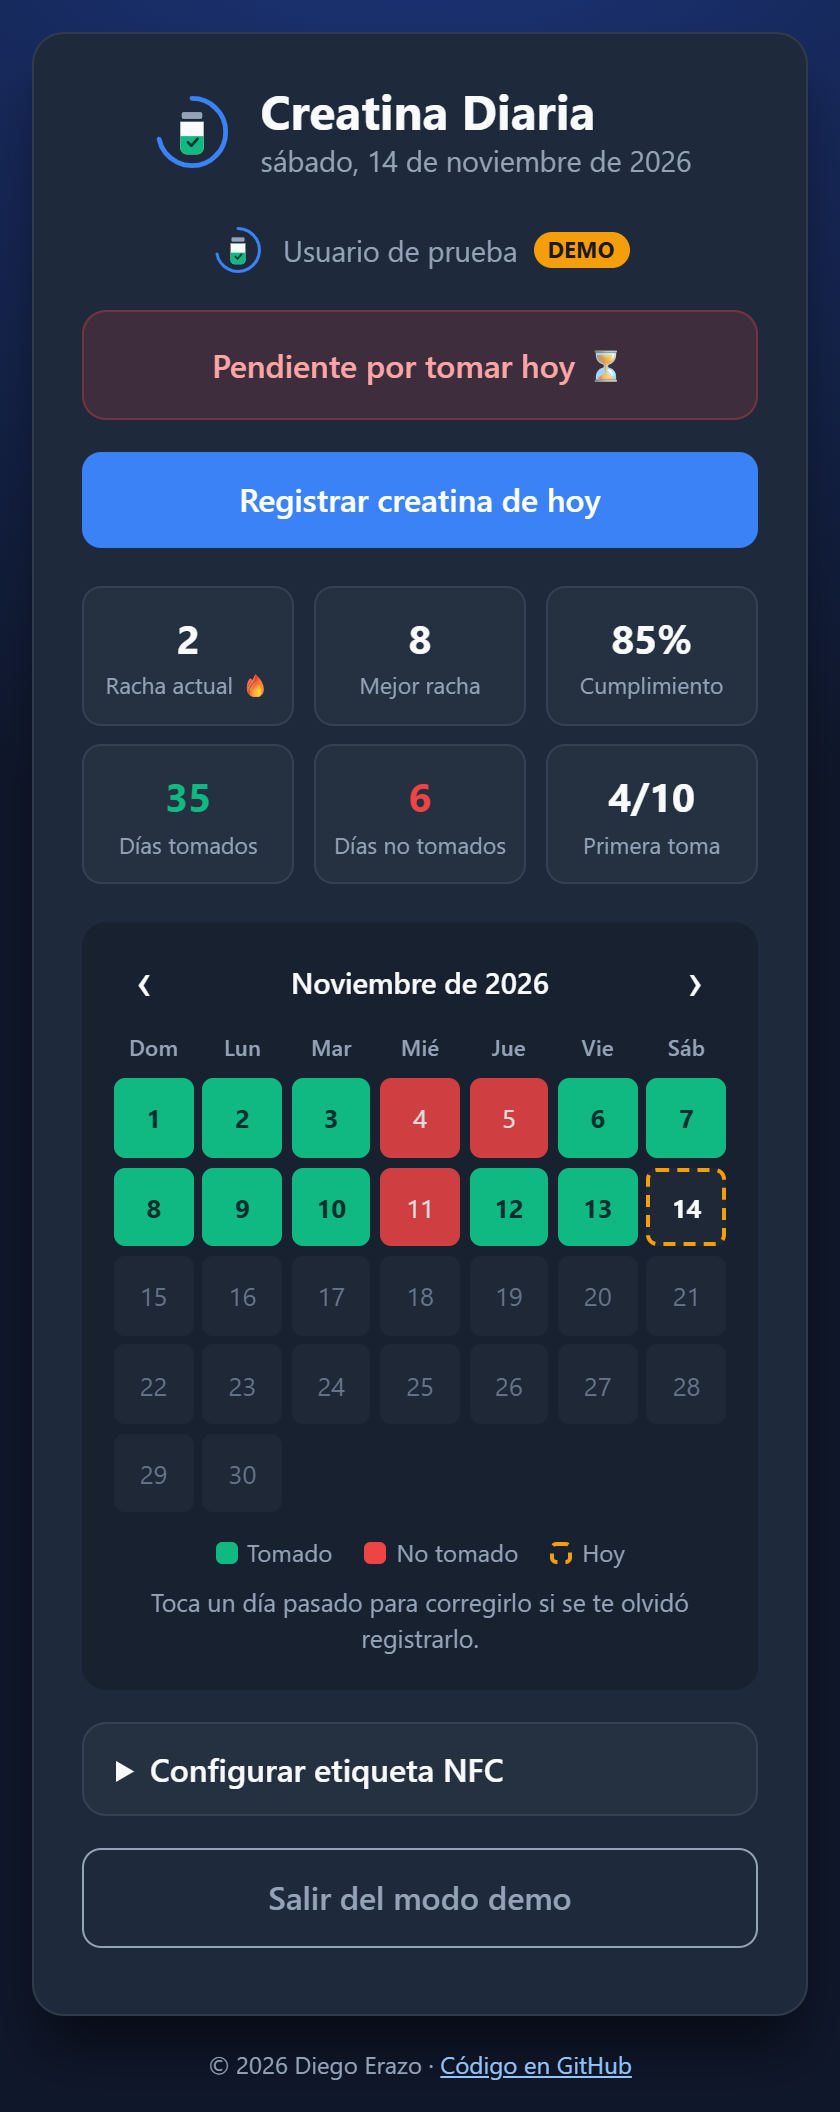 Creatina Diaria
sábado, 14 de noviembre de 2026
Usuario de prueba DEMO
Pendiente por tomar hoy ⏳
Registrar creatina de hoy
2 8 85%
Racha actual 🔥 Mejor racha Cumplimiento
35 6 4/10
Días tomados Días no tomados Primera toma
❮ Noviembre de 2026 ❯
Dom Lun Mar Mié Jue Vie Sáb
1 2 3 4 5 6 7
8 9 10 11 12 13 14
15 16 17 18 19 20 21
22 23 24 25 26 27 28
29 30
Tomado No tomado Hoy
Toca un día pasado para corregirlo si se te olvidó
registrarlo.
▶ Configurar etiqueta NFC
Salir del modo demo
© 2026 Diego Erazo · Código en GitHub